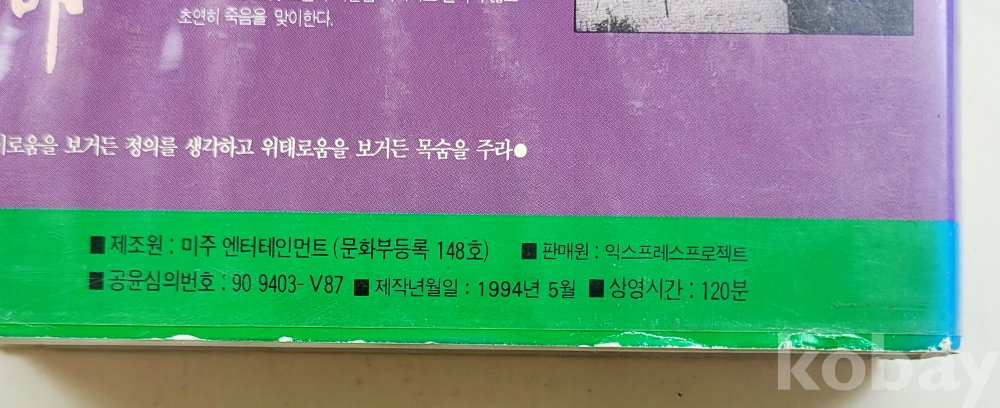 초연히 죽음을 맞이한다.
이로움을 보거든 정의를 생각하고 위태로움을 보거든 목숨을 주라●
■ 제조원 : 미주 엔터테인먼트 (문화부등록 148호) ■ 판매원 : 익스프레스프로젝트
■ 공윤심의번호 : 90 9403- V87 ■ 제작년월일 : 1994년 5월 ■ 상영시간 : 120분
kobay